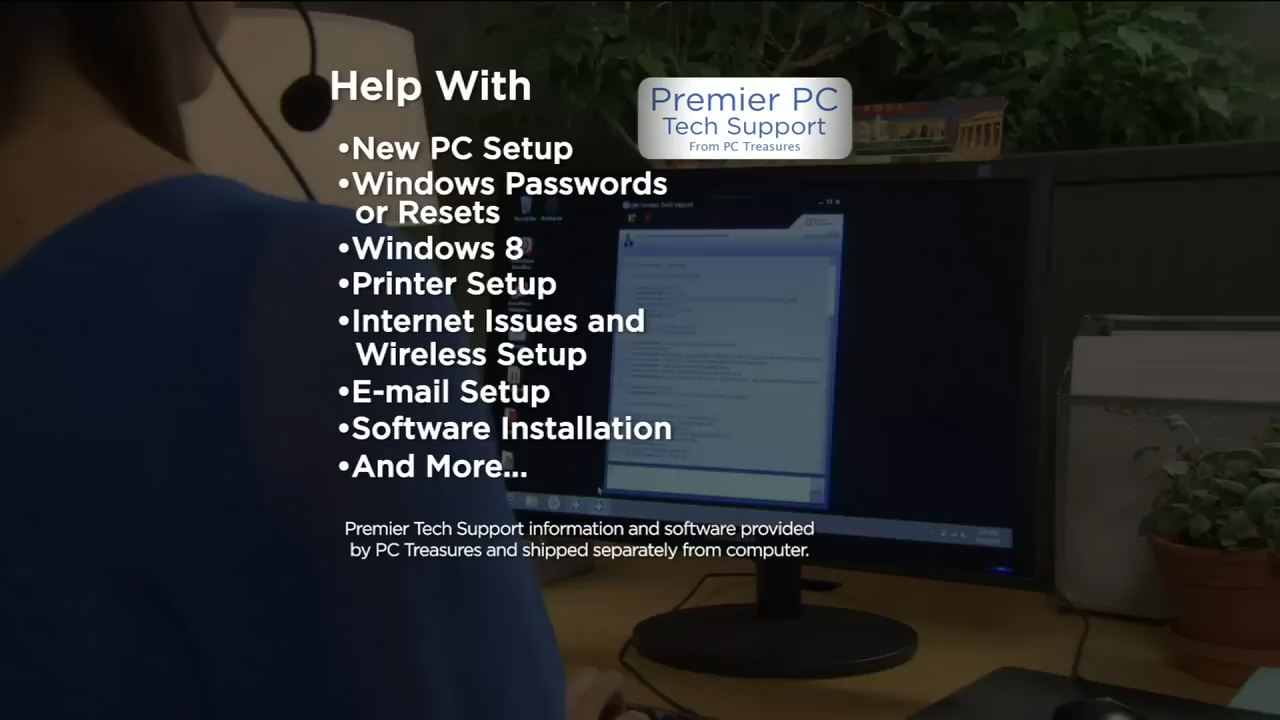 Help With
Premier PC
Tech Support
From PC Treasures
•New PC Setup
•Windows Passwords
or Resets
•Windows 8
•Printer Setup
•Internet Issues and
Wireless Setup
•E-mail Setup
•Software Installation
•And More...
Premier Tech Support information and software provided
by PC Treasures and shipped separately from computer.